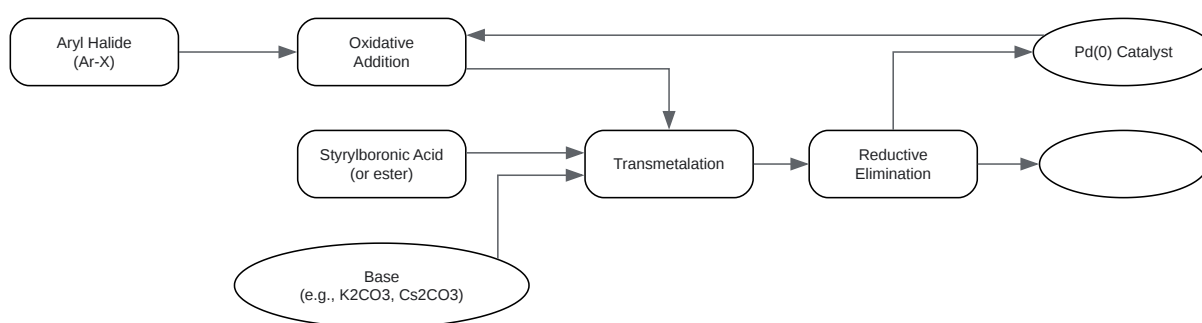 Aryl Halide
(Ar-X)
Oxidative
Addition
Pd(0) Catalyst
Styrylboronic Acid
(or ester)
Transmetalation
Reductive
Elimination
Base
(e.g., K2CO3, Cs2CO3)